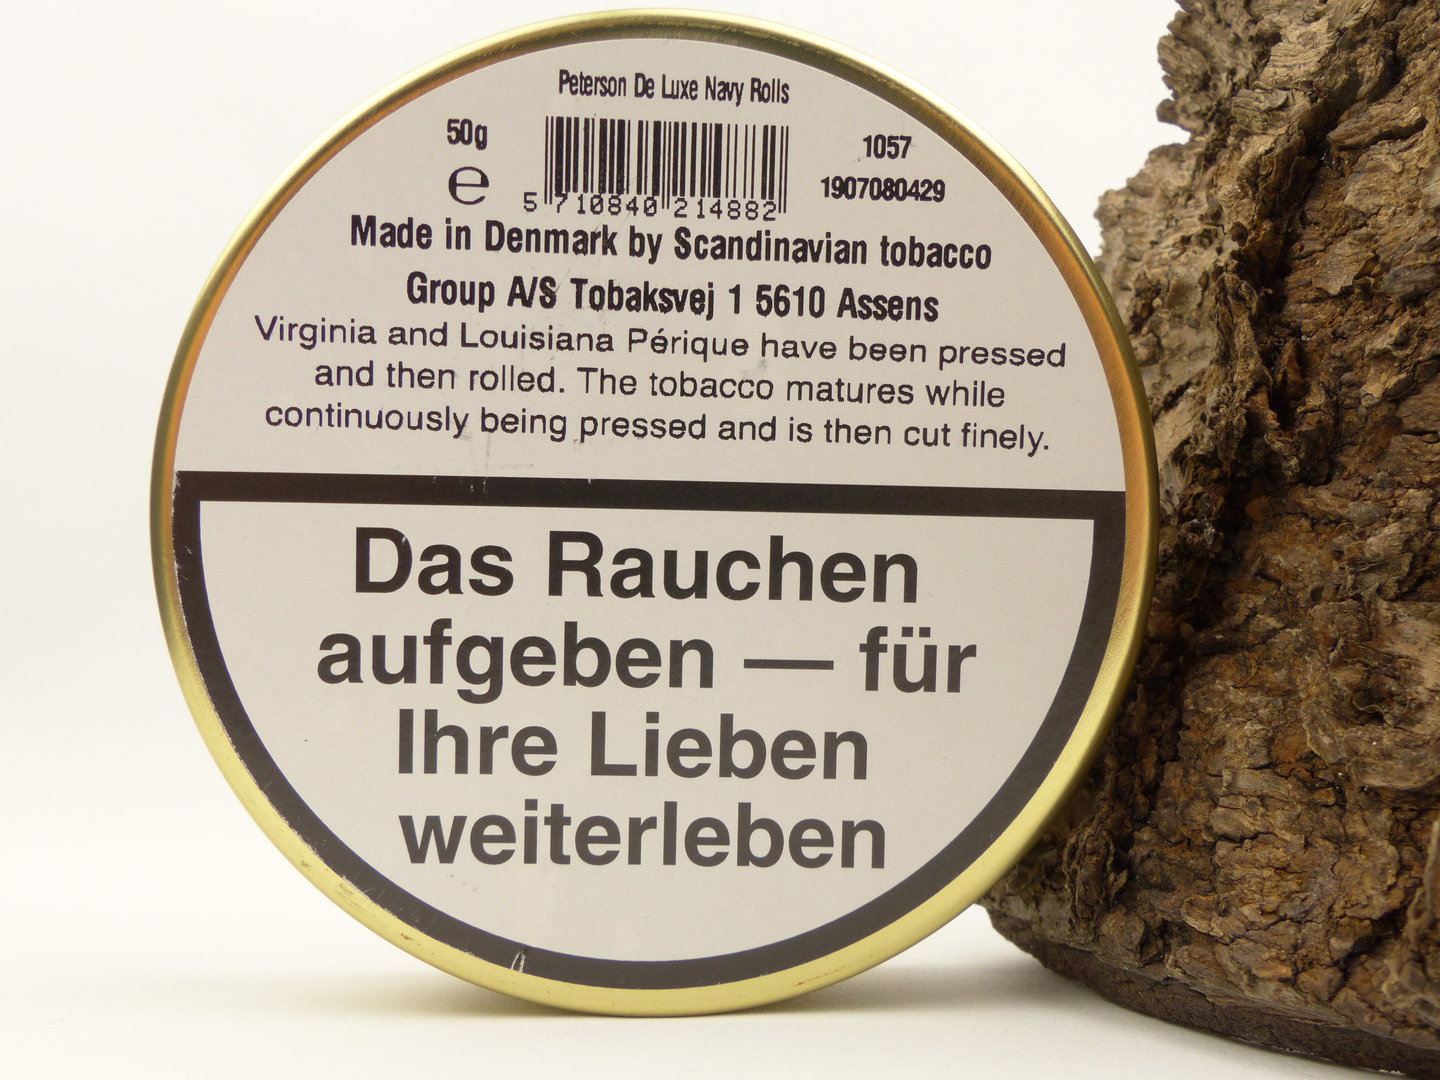 Peterson De Luxe Navy Rolls
50g
1057
e
1907080429
5 710840 214882
Made in Denmark by Scandinavian tobacco
Group A/S Tobaksvej 1 5610 Assens
Virginia and Louisiana Périque have been pressed
and then rolled. The tobacco matures while
continuously being pressed and is then cut finely.
Das Rauchen
aufgeben — für
Ihre Lieben
weiterleben